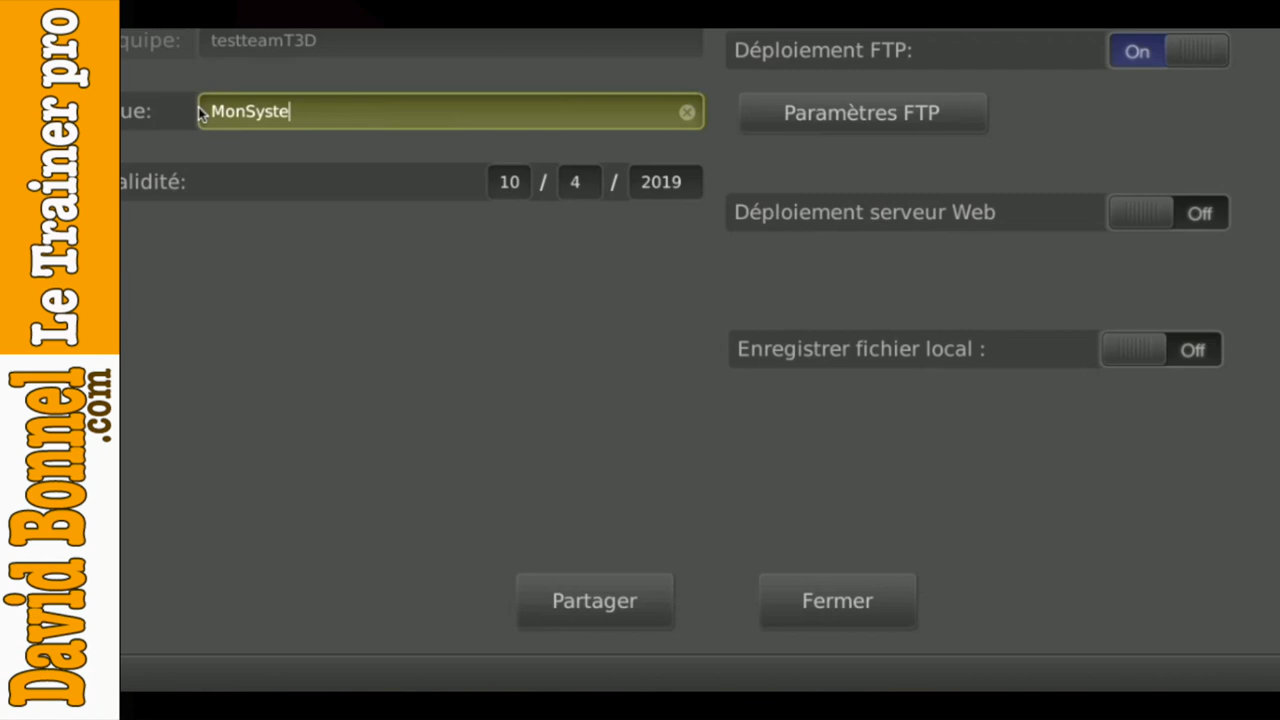 Le Trainer pro
David Bonnel
.com
quipe: testteamT3D
ue: MonSyste
alidité: 10 / 4 / 2019
Déploiement FTP: On
Paramètres FTP
Déploiement serveur Web Off
Enregistrer fichier local : Off
Partager
Fermer